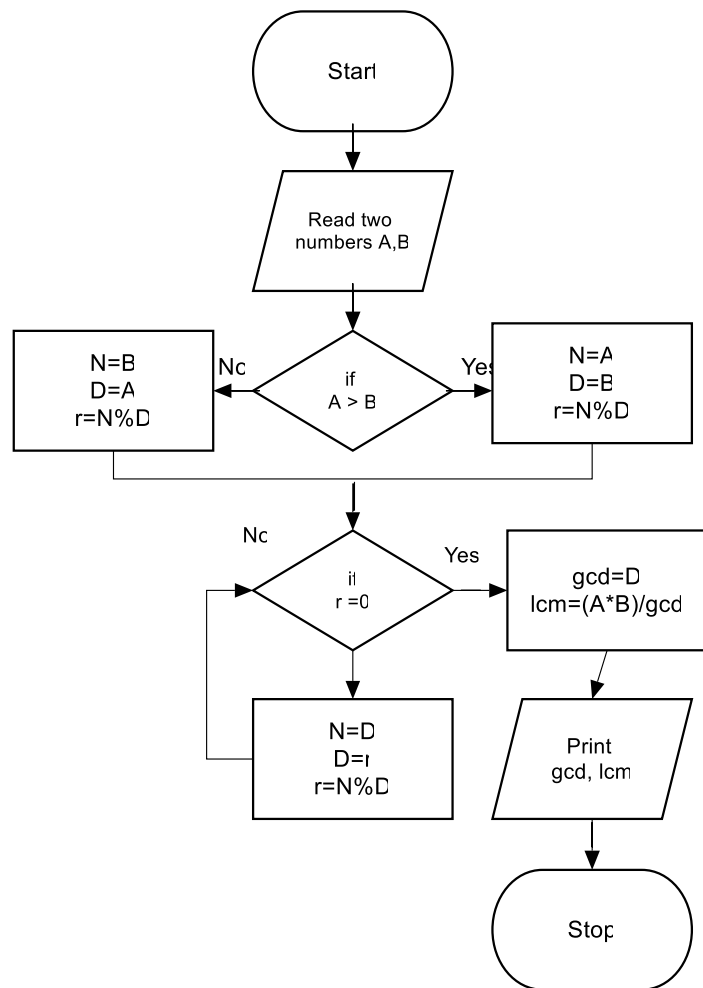 Start
Read two
numbers A,B
if
A > B
No
N=B
D=A
r=N%D
Yes
N=A
D=B
r=N%D
No
if
r =0
Yes
gcd=D
lcm=(A*B)/gcd
N=D
D=r
r=N%D
Print
gcd, lcm
Stop